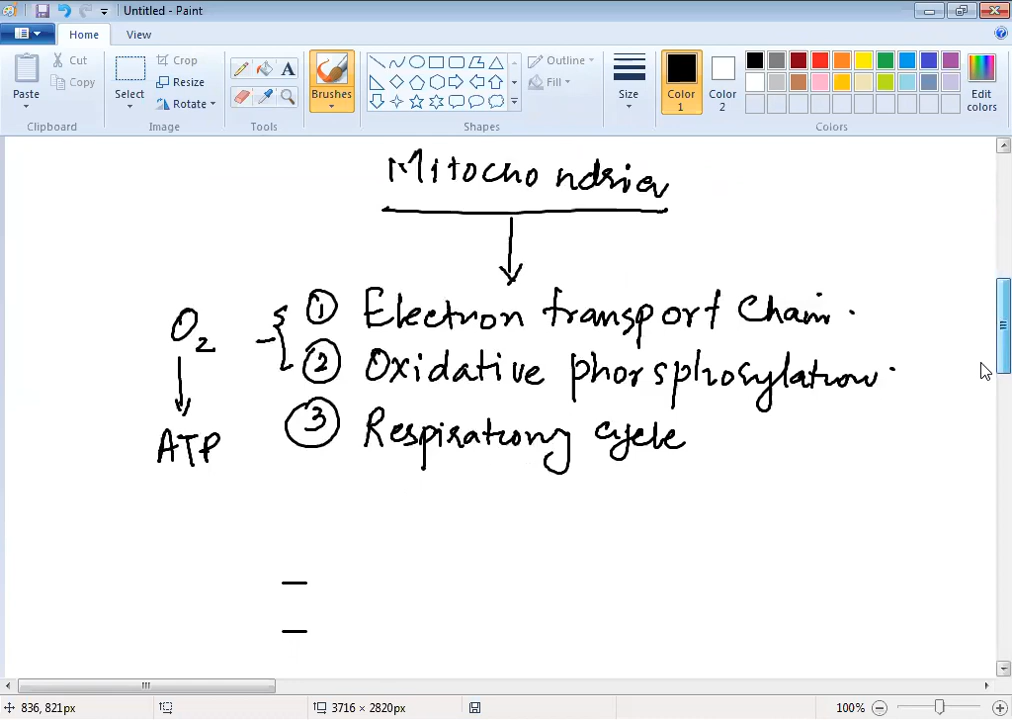 Untitled - Paint
Home View
Paste
Cut
Copy
Clipboard
Select
Crop
Resize
Rotate
Image
A
Tools
Brushes
Shapes
Outline
Fill
Size
Color 1
Color 2
Edit colors
Colors
Mitochondria
① Electron transport Chain.
O2
② Oxidative phorsphosylation.
③ Respirationy cycle
ATP
836, 821px
3716 × 2820px
100%